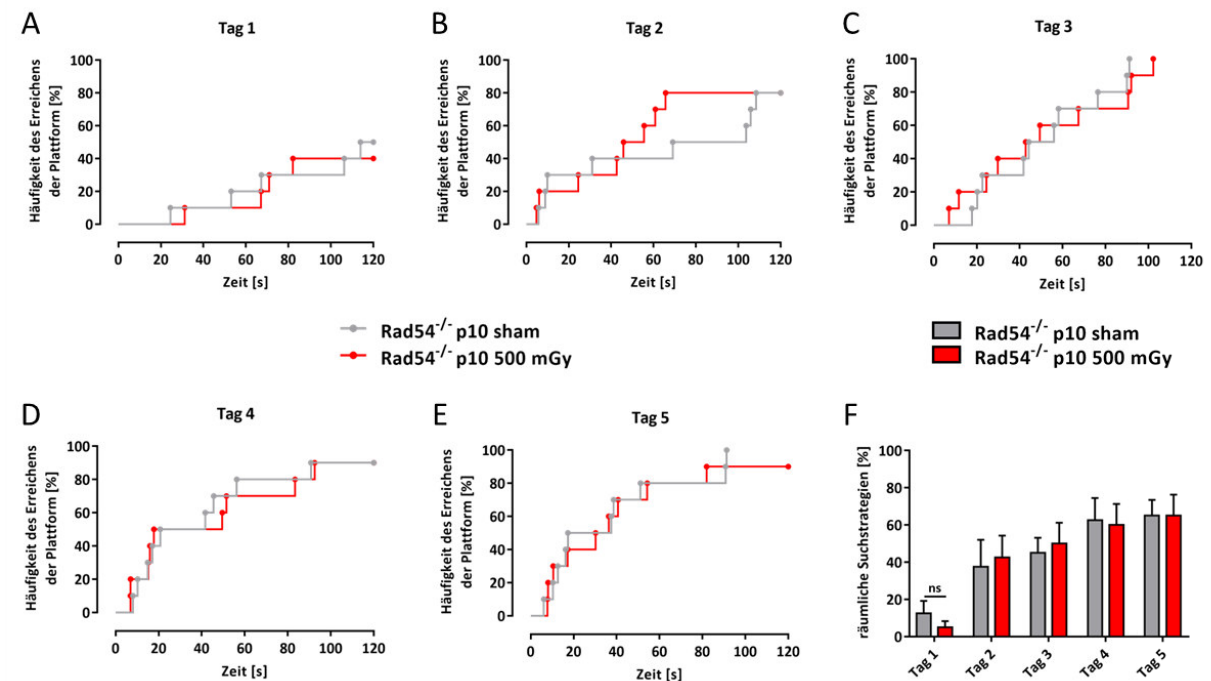 A
Tag 1
Häufigkeit des Erreichens
der Plattform [%]
100
80
60
40
20
0
0 20 40 60 80 100 120
Zeit [s]
B
Tag 2
Häufigkeit des Erreichens
der Plattform [%]
100
80
60
40
20
0
0 20 40 60 80 100 120
Zeit [s]
C
Tag 3
Häufigkeit des Erreichens
der Plattform [%]
100
80
60
40
20
0
0 20 40 60 80 100 120
Zeit [s]
Rad54-/- p10 sham
Rad54-/- p10 500 mGy
Rad54-/- p10 sham
Rad54-/- p10 500 mGy
D
Tag 4
Häufigkeit des Erreichens
der Plattform [%]
100
80
60
40
20
0
0 20 40 60 80 100 120
Zeit [s]
E
Tag 5
Häufigkeit des Erreichens
der Plattform [%]
100
80
60
40
20
0
0 20 40 60 80 100 120
Zeit [s]
F
räumliche Suchstrategien [%]
100
80
60
40
20
0
ns
Tag 1 Tag 2 Tag 3 Tag 4 Tag 5